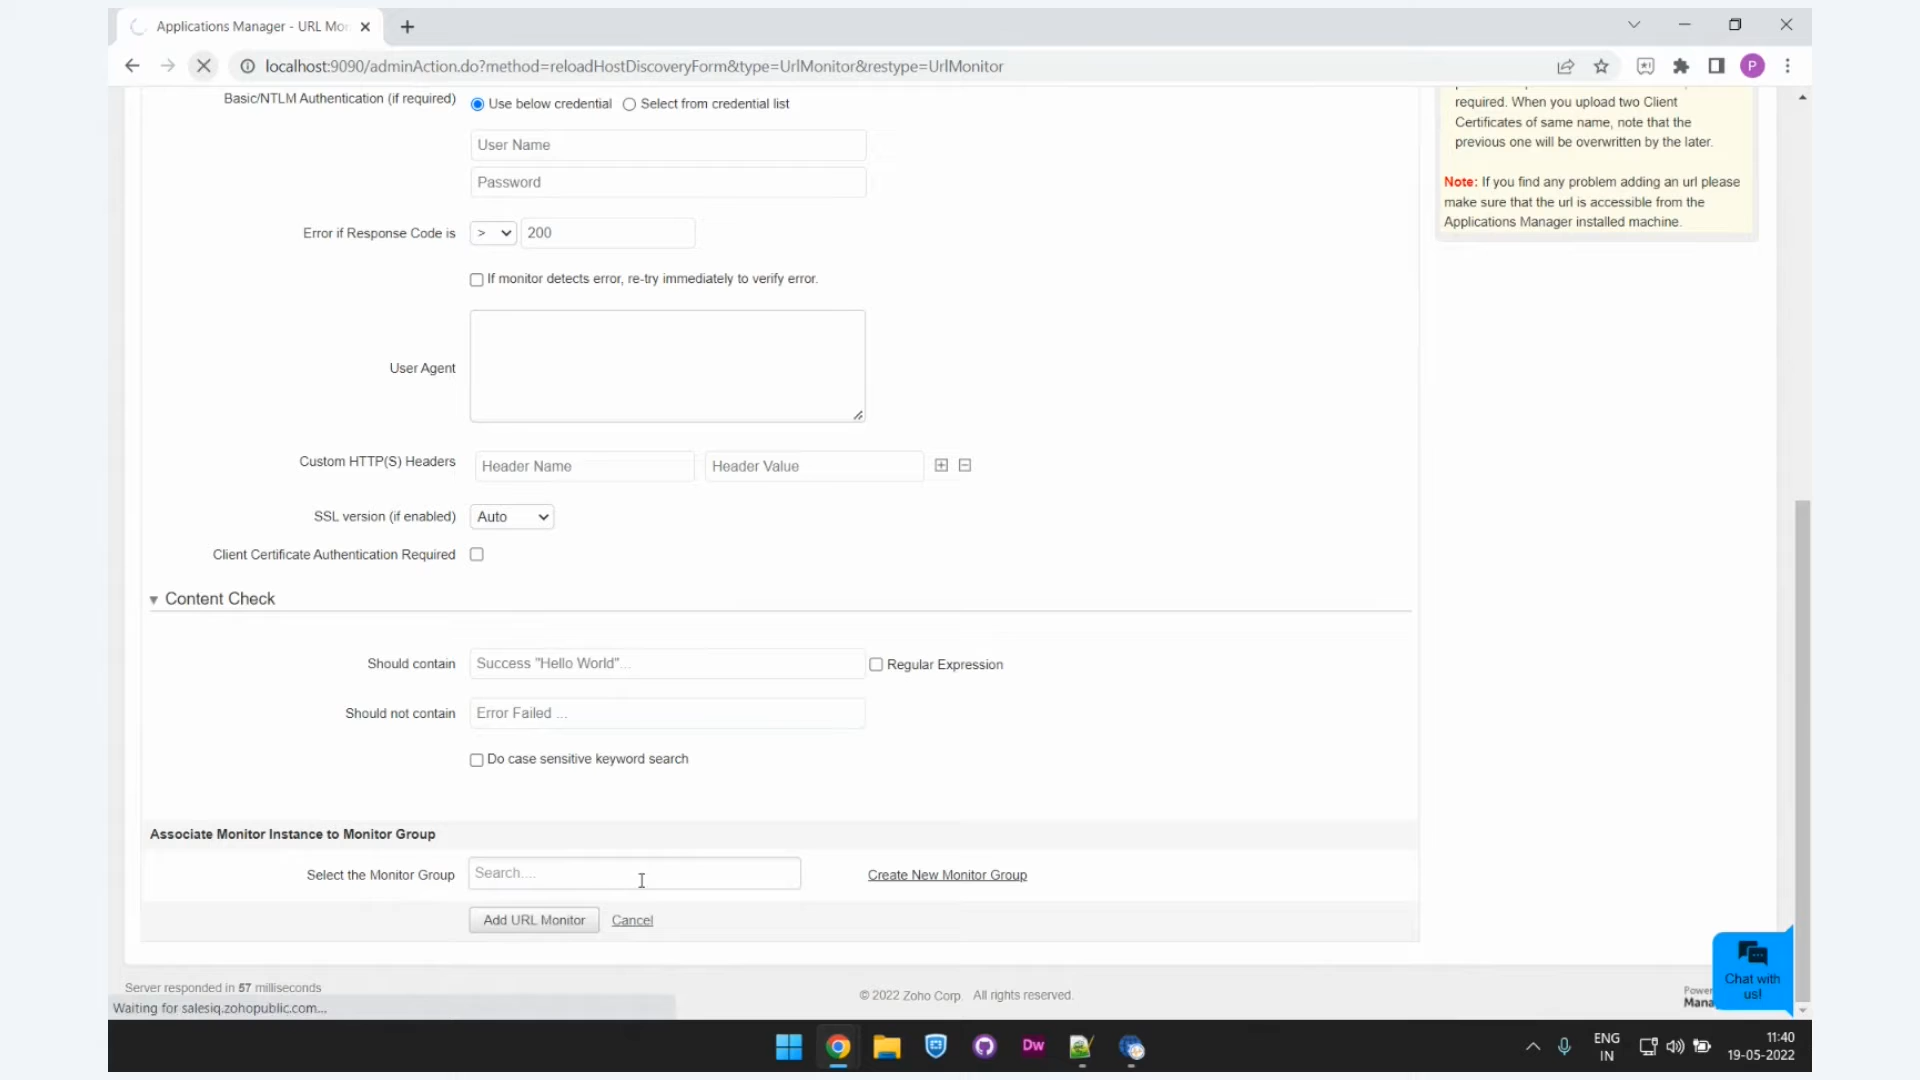 Applications Manager - URL Mo
localhost:9090/adminAction.do?method=reloadHostDiscoveryForm&type=UrlMonitor&restype=UrlMonitor
P
Basic/NTLM Authentication (if required)
Use below credential
Select from credential list
User Name
Password
Error if Response Code is
>
200
If monitor detects error, re-try immediately to verify error.
User Agent
Custom HTTP(S) Headers
Header Name
Header Value
SSL version (if enabled)
Auto
Client Certificate Authentication Required
Content Check
Should contain
Success "Hello World"...
Regular Expression
Should not contain
Error Failed ...
Do case sensitive keyword search
Associate Monitor Instance to Monitor Group
Select the Monitor Group
Search....
Create New Monitor Group
Add URL Monitor
Cancel
required. When you upload two Client
Certificates of same name, note that the
previous one will be overwritten by the later.
Note: If you find any problem adding an url please
make sure that the url is accessible from the
Applications Manager installed machine.
Server responded in 57 milliseconds
© 2022 Zoho Corp. All rights reserved.
Power
Mana
Chat with
us!
Waiting for salesiq.zohopublic.com...
Dw
ENG
IN
11:40
19-05-2022